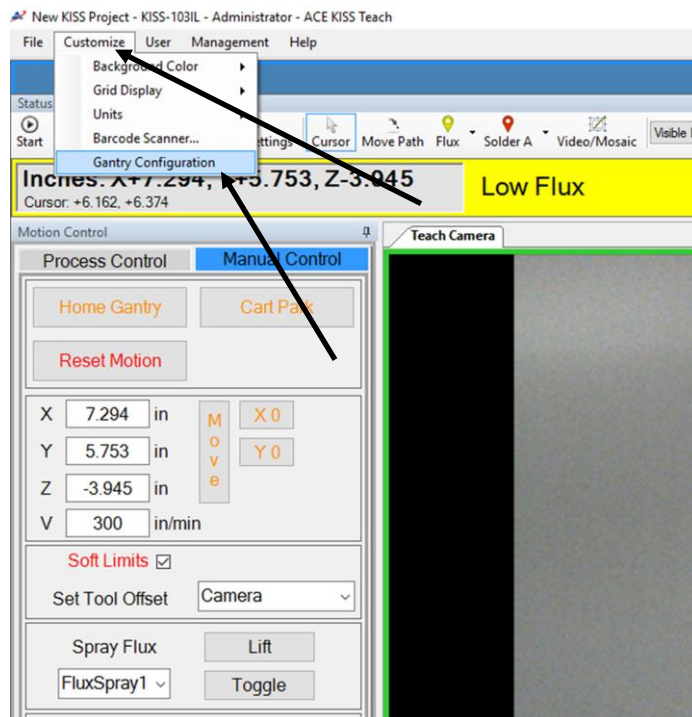 New KISS Project - KISS-103IL - Administrator - ACE KISS Teach
File Customize User Management Help
Background Color
Grid Display
Units
Barcode Scanner...
Gantry Configuration
Status
Start
Cursor Move Path Flux Solder A Video/Mosaic Visible
Inches: X+7.294, +5.753, Z-3.945
Low Flux
Cursor: +6.162, +6.374
Motion Control
Teach Camera
Process Control Manual Control
Home Gantry Cart Park
Reset Motion
X 7.294 in Move X 0
Y 5.753 in Y 0
Z -3.945 in
V 300 in/min
Soft Limits
Set Tool Offset Camera
Spray Flux Lift
FluxSpray1 Toggle